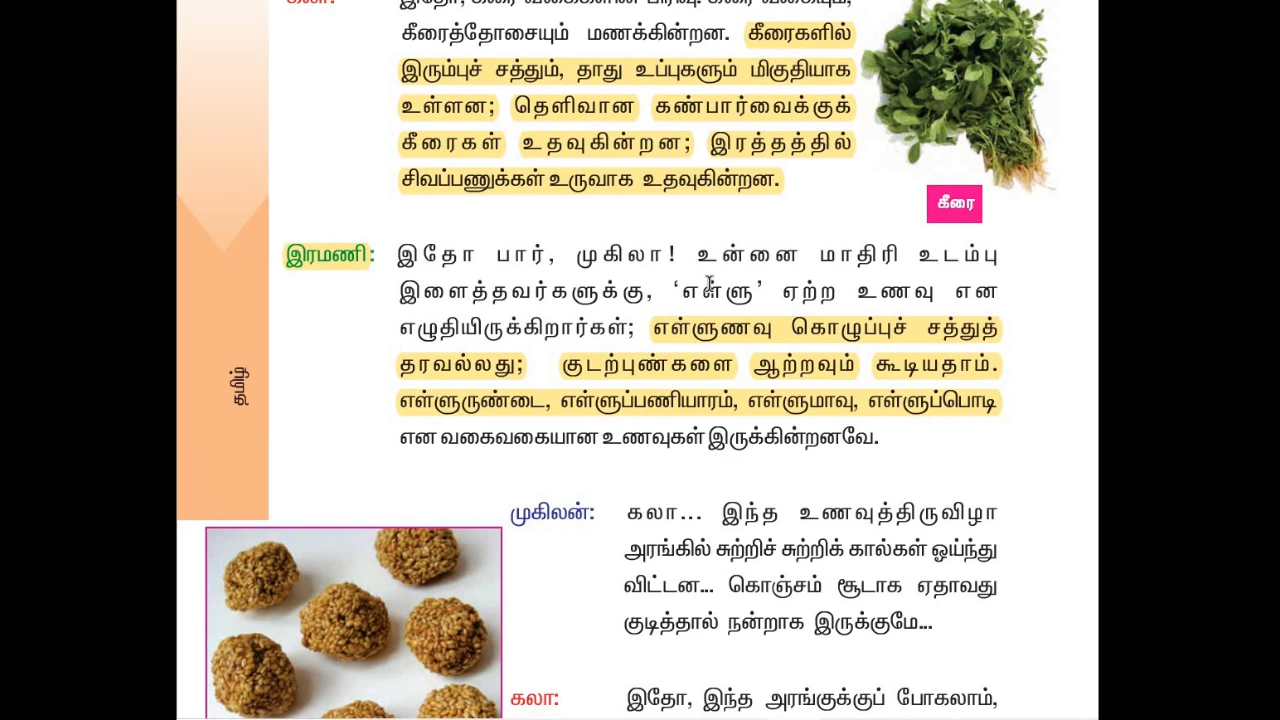 கீரைத்தோசையும் மணக்கின்றன. கீரைகளில்
இரும்புச் சத்தும், தாது உப்புகளும் மிகுதியாக
உள்ளன; தெளிவான கண்பார்வைக்குக்
கீரைகள் உதவுகின்றன; இரத்தத்தில்
சிவப்பணுக்கள் உருவாக உதவுகின்றன.
கீரை
இரமணி: இதோ பார், முகிலா! உன்னை மாதிரி உடம்பு
இளைத்தவர்களுக்கு, ‘எள்ளு’ ஏற்ற உணவு என
எழுதியிருக்கிறார்கள்; எள்ளுணவு கொழுப்புச் சத்துத்
தரவல்லது; குடற்புண்களை ஆற்றவும் கூடியதாம்.
எள்ளுருண்டை, எள்ளுப்பணியாரம், எள்ளுமாவு, எள்ளுப்பொடி
என வகைவகையான உணவுகள் இருக்கின்றனவே.
தமிழ்
முகிலன்: கலா... இந்த உணவுத்திருவிழா
அரங்கில் சுற்றிச் சுற்றிக் கால்கள் ஓய்ந்து
விட்டன... கொஞ்சம் சூடாக ஏதாவது
குடித்தால் நன்றாக இருக்குமே...
கலா: இதோ, இந்த அரங்குக்குப் போகலாம்,